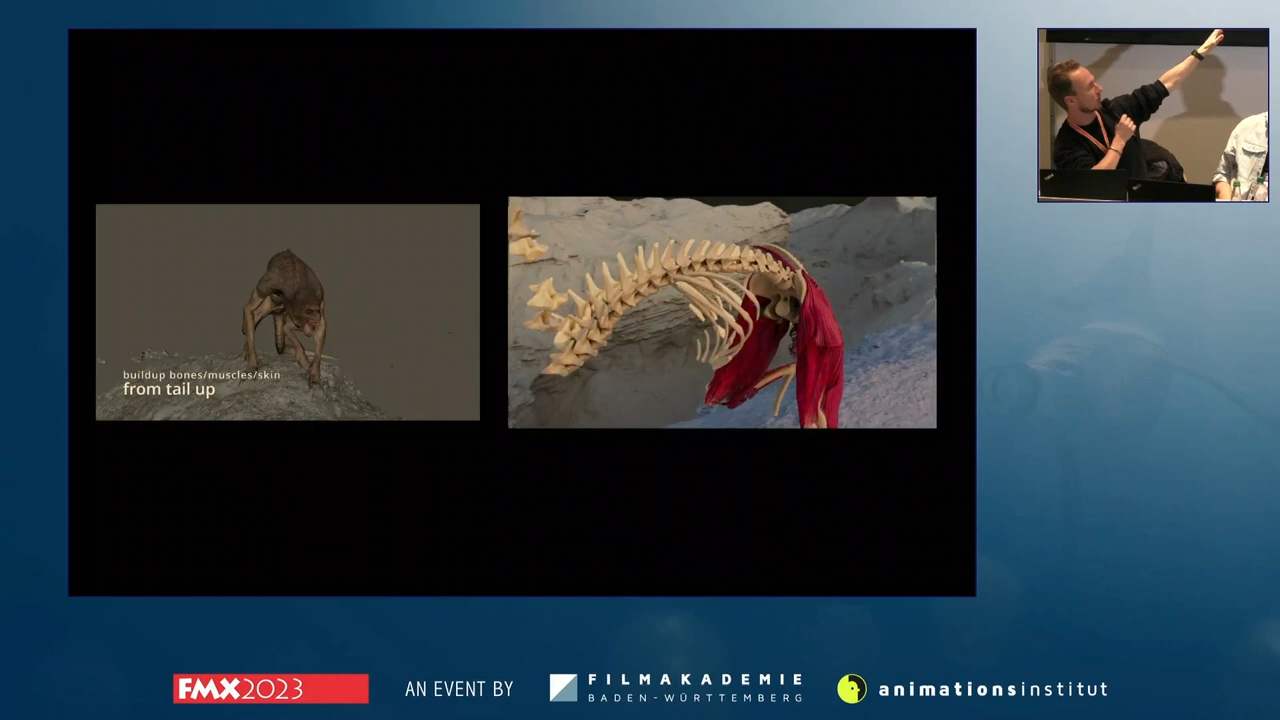 buildup bones/muscles/skin
from tail up
FMX2023
AN EVENT BY
FILMAKADEMIE
BADEN-WÜRTTEMBERG
animationsinstitut